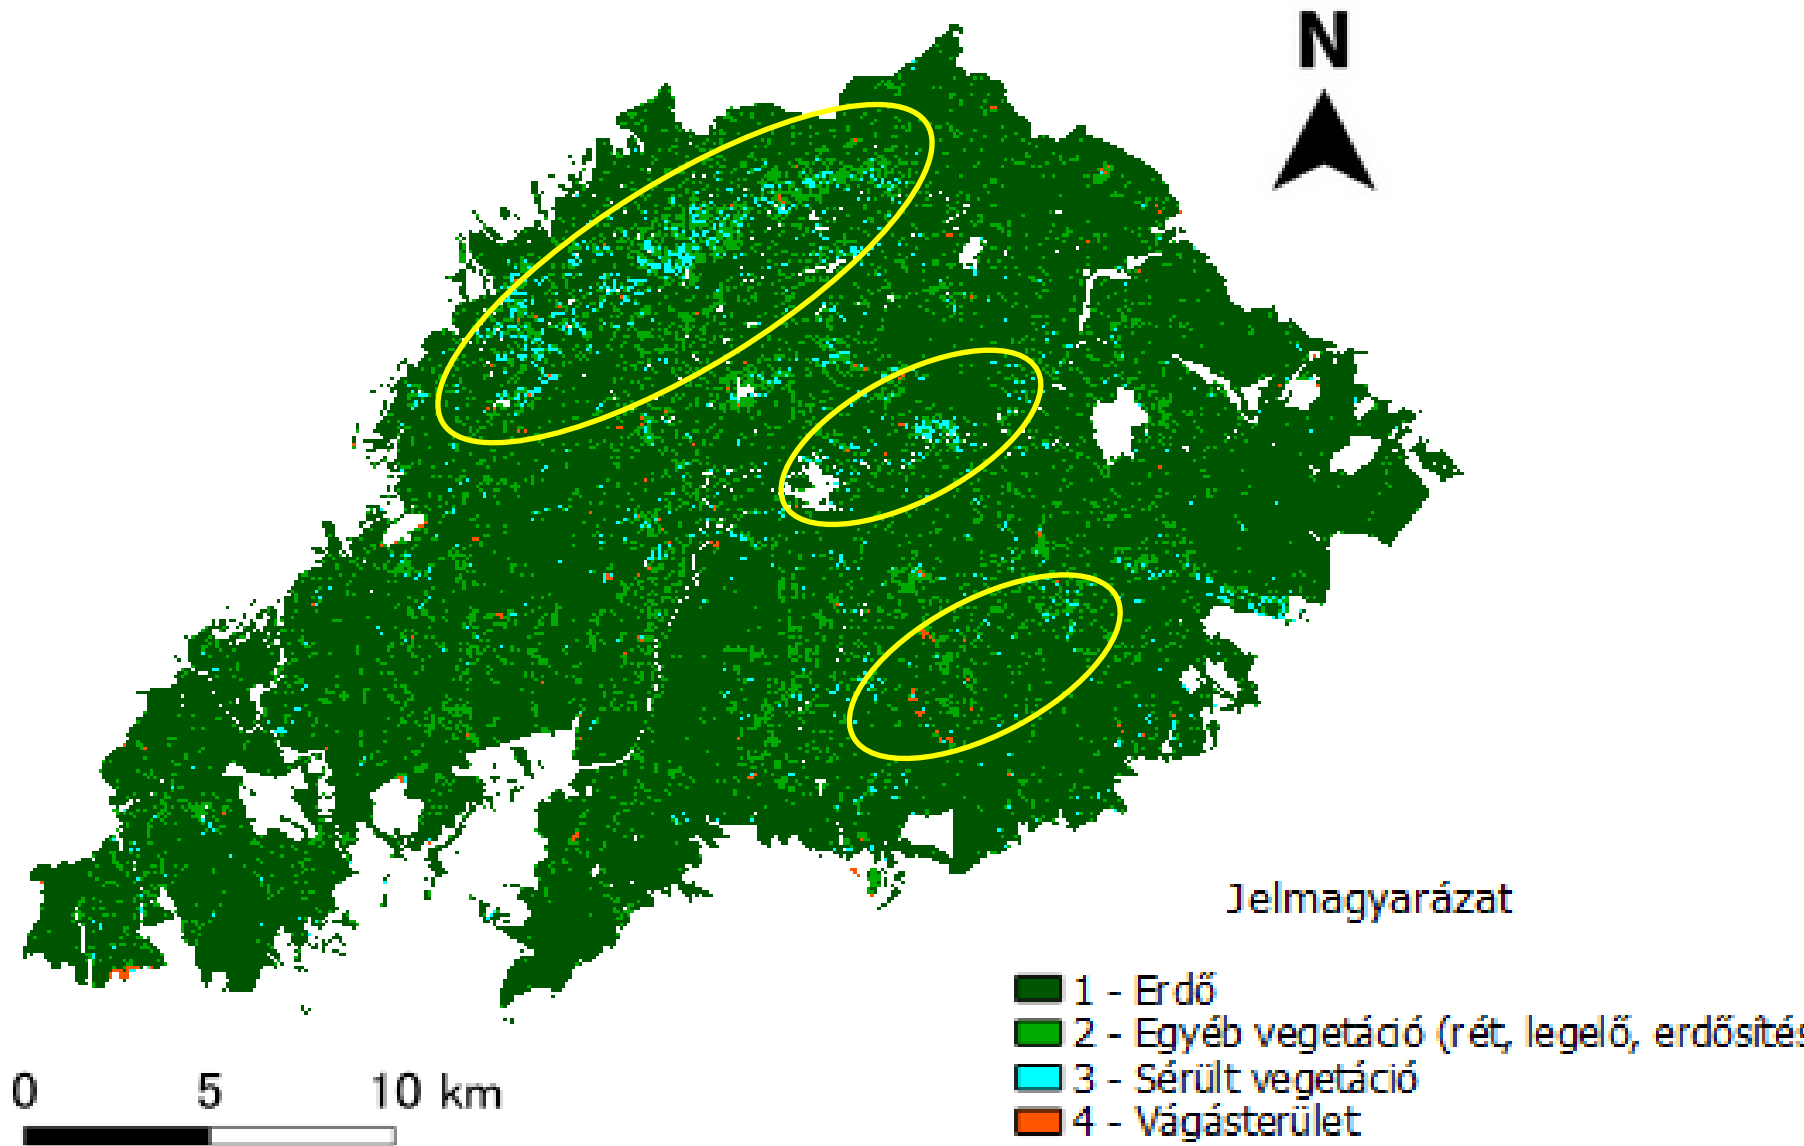 N
Jelmagyarázat
1 - Erdő
2 - Egyéb vegetáció (rét, legelő, erdősítés
3 - Sérült vegetáció
4 - Vágásterület
0 5 10 km